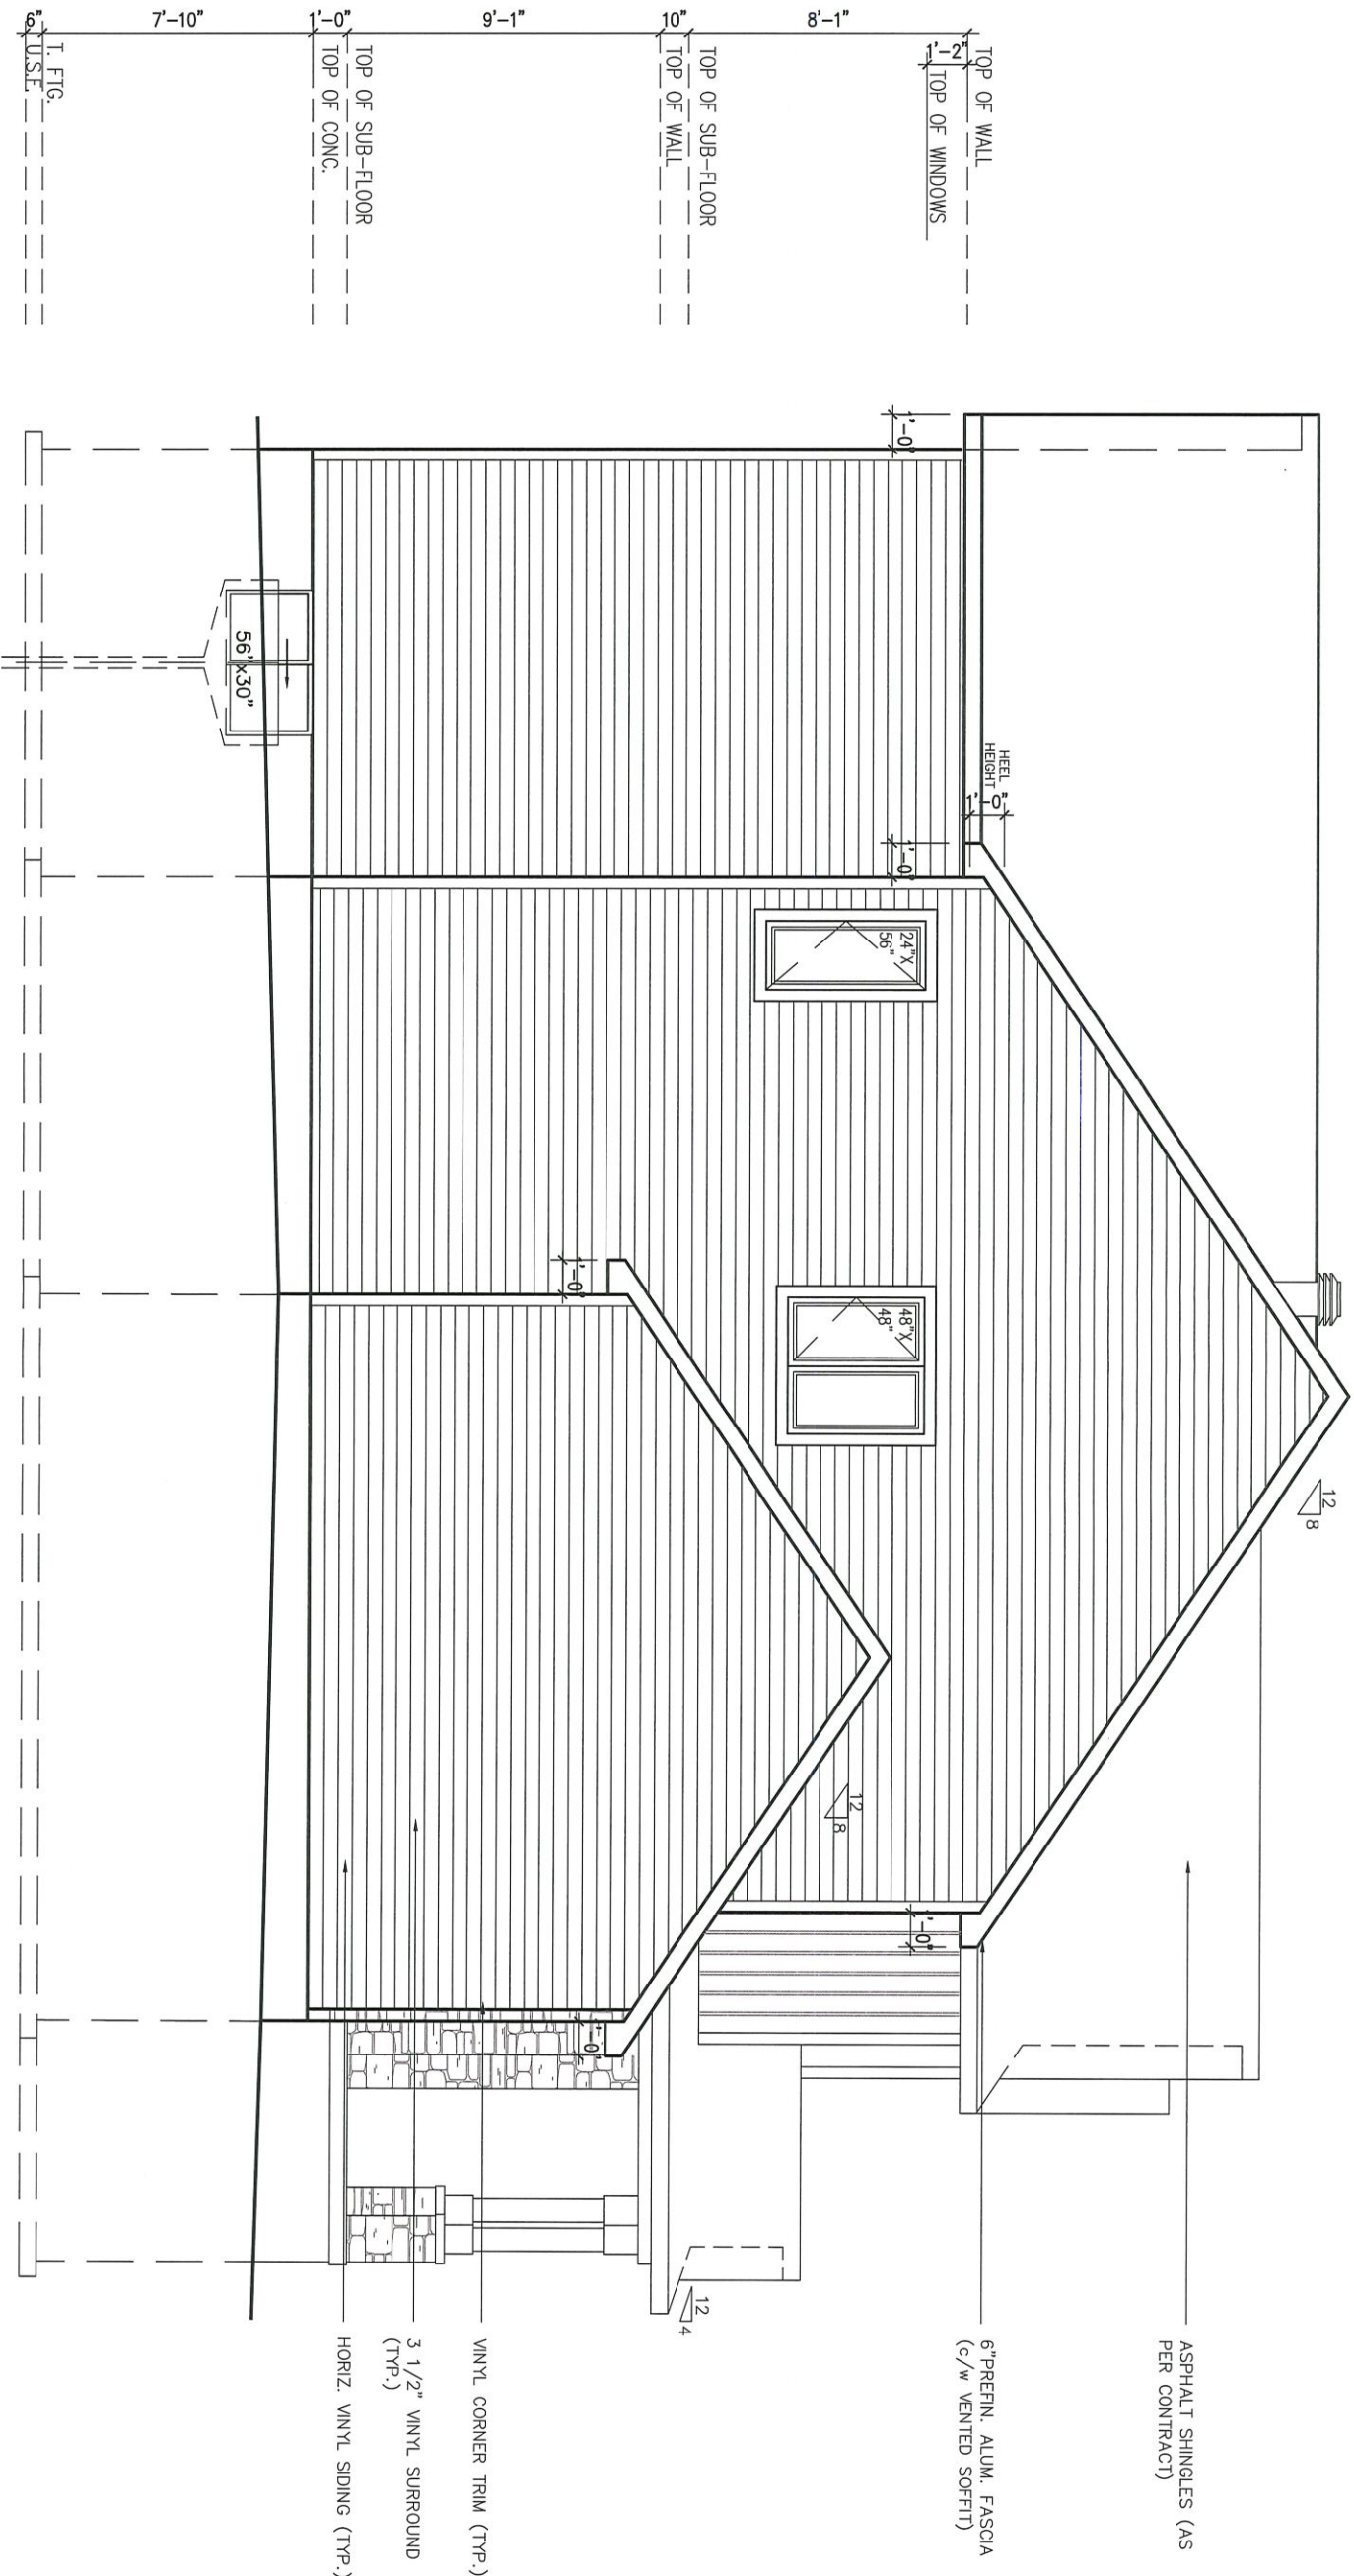 TOP OF WALL
1'-2"
TOP OF WINDOWS
8'-1"
TOP OF SUB-FLOOR
10"
TOP OF WALL
9'-1"
TOP OF SUB-FLOOR
1'-0"
TOP OF CONC.
7'-10"
T. FTG.
6"
U.S.F.
1'-0"
HEEL
HEIGHT
1'-0"
1'-0"
56"x30"
24"X
56"
48"X
48"
1'-0"
12
8
12
8
1'-0"
1'-0"
12
4
ASPHALT SHINGLES (AS
PER CONTRACT)
6"PREFIN. ALUM. FASCIA
(c/w VENTED SOFFIT)
VINYL CORNER TRIM (TYP.)
3 1/2" VINYL SURROUND
(TYP.)
HORIZ. VINYL SIDING (TYP.)